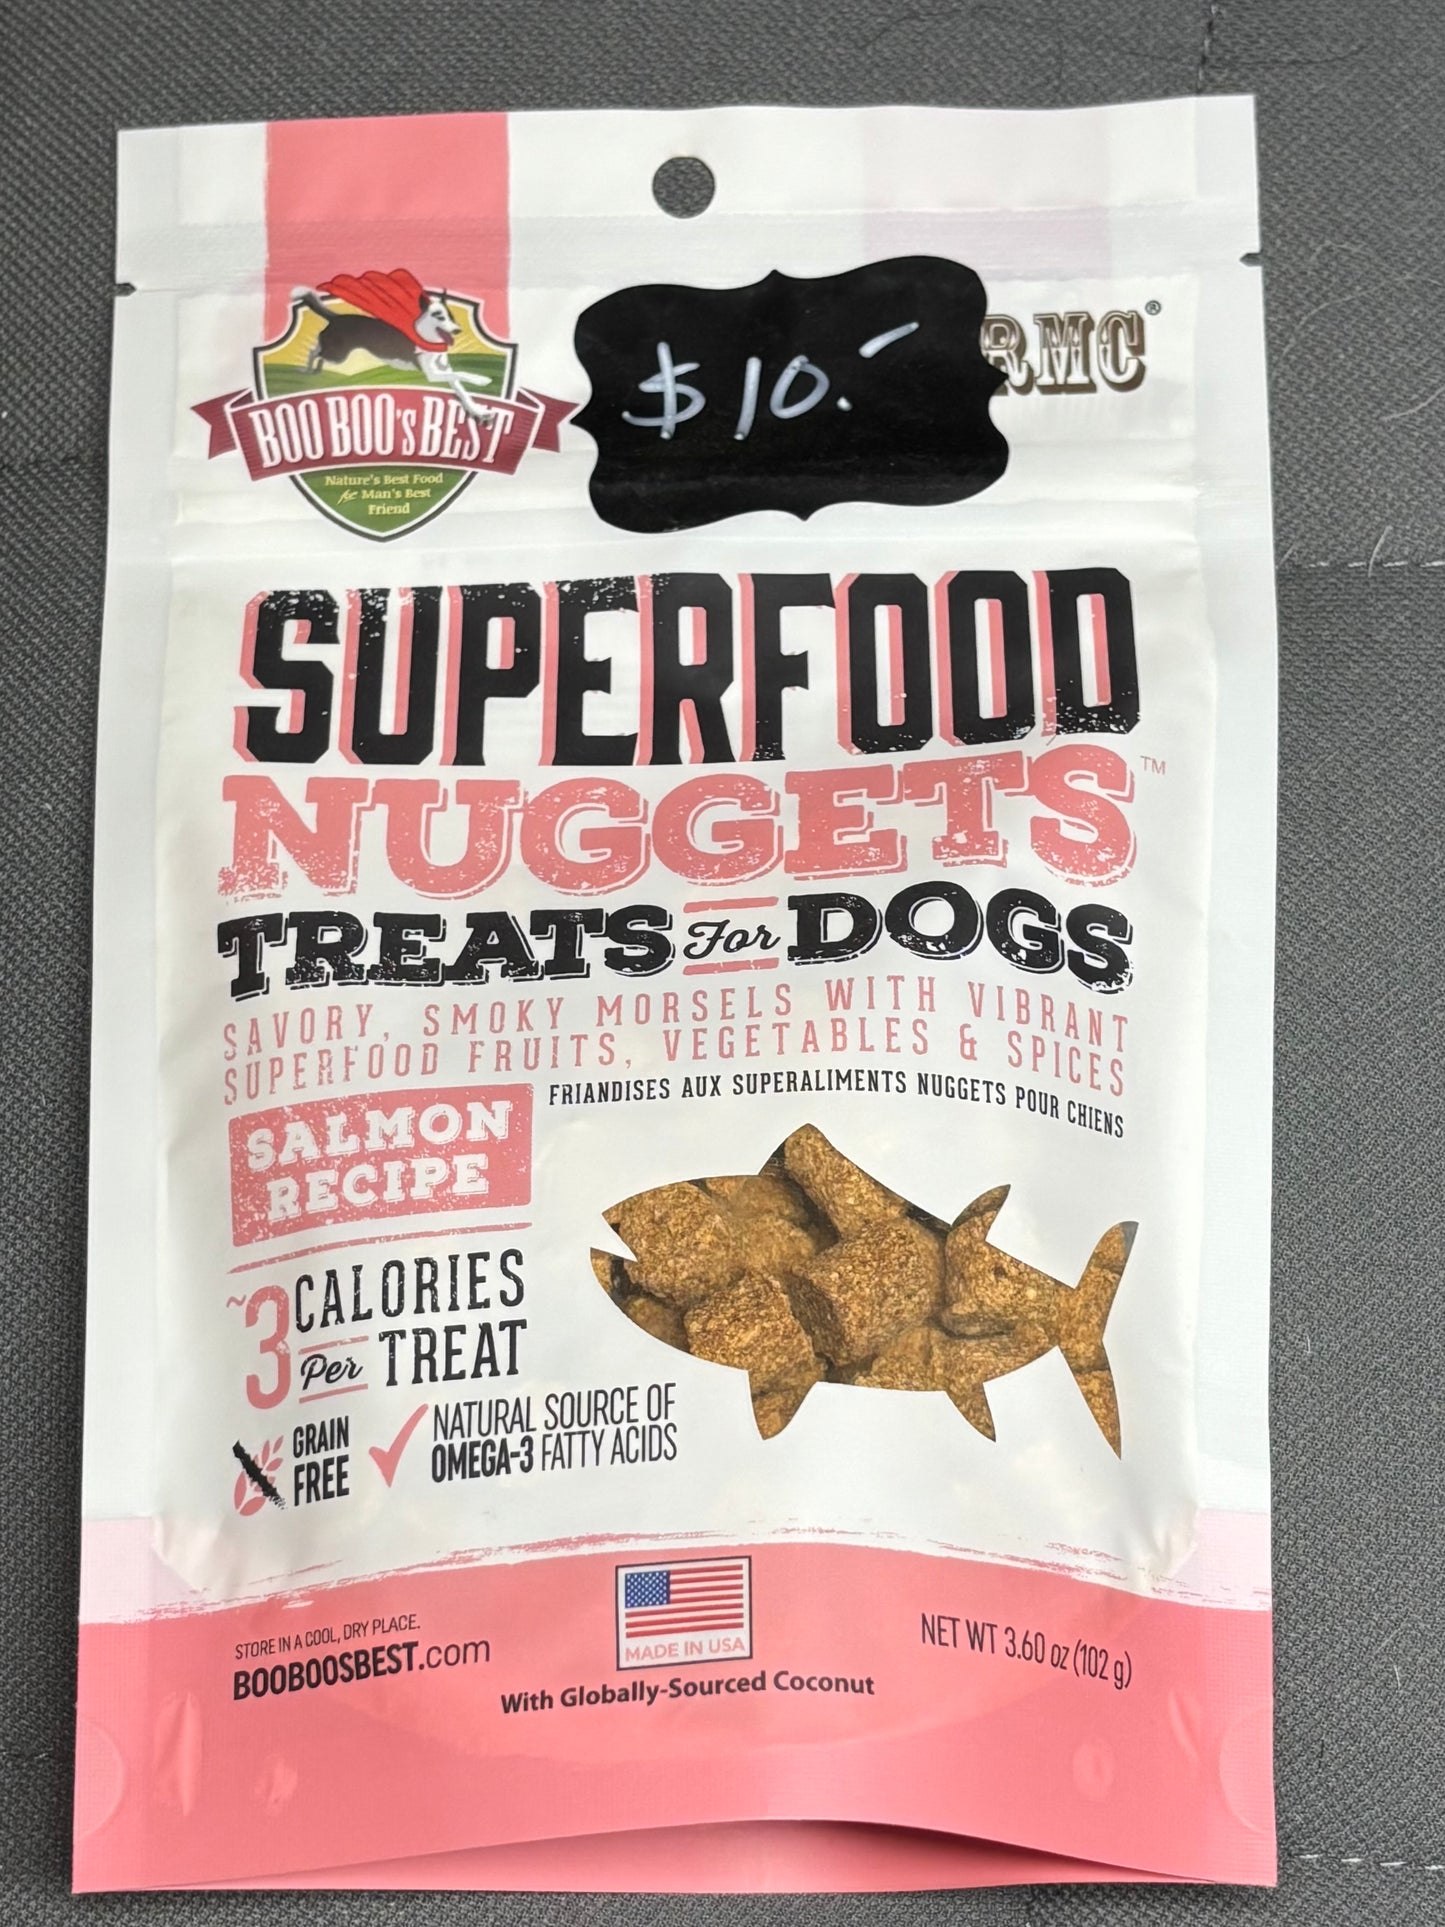 BOO BOO'S BEST
Nature's Best Food
for Man's Best
Friend
$10.-
RMC®
SUPERFOOD
NUGGETS™
TREATS For DOGS
SAVORY, SMOKY MORSELS WITH VIBRANT
SUPERFOOD FRUITS, VEGETABLES & SPICES
FRIANDISES AUX SUPERALIMENTS NUGGETS POUR CHIENS
SALMON
RECIPE
~3 CALORIES
Per TREAT
GRAIN
FREE
NATURAL SOURCE OF
OMEGA-3 FATTY ACIDS
MADE IN USA
With Globally-Sourced Coconut
STORE IN A COOL, DRY PLACE.
BOOBOOSBEST.com
NET WT 3.60 oz (102 g)